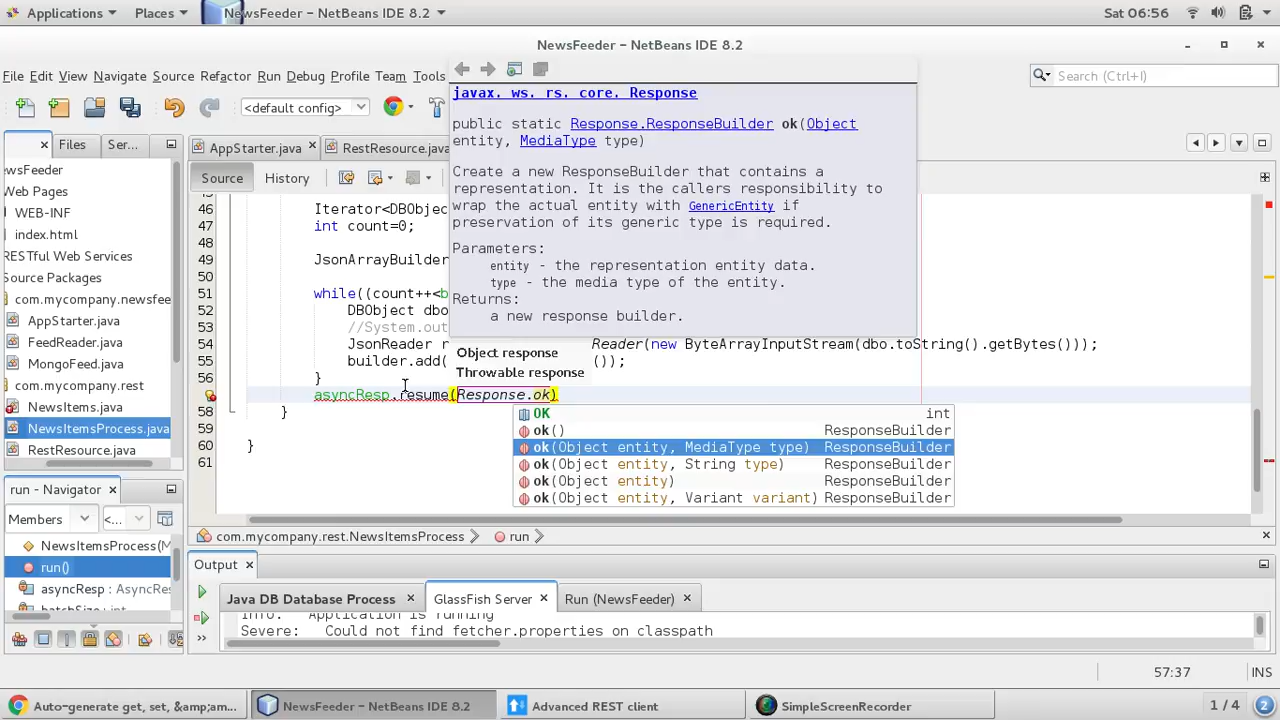 Applications Places NewsFeeder – NetBeans IDE 8.2 Sat 06:56
NewsFeeder – NetBeans IDE 8.2
File Edit View Navigate Source Refactor Run Debug Profile Team Tools
Search (Ctrl+I)
<default config>
javax. ws. rs. core. Response
public static Response.ResponseBuilder ok(Object
entity, MediaType type)
Create a new ResponseBuilder that contains a
representation. It is the callers responsibility to
wrap the actual entity with GenericEntity if
preservation of its generic type is required.
Parameters:
entity - the representation entity data.
type - the media type of the entity.
Returns:
a new response builder.
Files Ser...
AppStarter.java RestResource.java
Source History
wsFeeder
Web Pages
WEB-INF
index.html
RESTful Web Services
Source Packages
com.mycompany.newsfee
AppStarter.java
FeedReader.java
MongoFeed.java
com.mycompany.rest
NewsItems.java
NewsItemsProcess.java
RestResource.java
45
46 Iterator<DBObjec
47 int count=0;
48
49 JsonArrayBuilder
50
51 while((count++<b
52 DBObject dbo
53 //System.out
54 JsonReader r Reader(new ByteArrayInputStream(dbo.toString().getBytes()));
55 builder.add( ());
56 }
asyncResp.resume(Response.ok)
58 }
59
60 }
61
Object response
Throwable response
OK int
ok() ResponseBuilder
ok(Object entity, MediaType type) ResponseBuilder
ok(Object entity, String type) ResponseBuilder
ok(Object entity) ResponseBuilder
ok(Object entity, Variant variant) ResponseBuilder
run - Navigator
Members <...
NewsItemsProcess(M
run()
asyncResp : AsyncRes
batchSize : int
com.mycompany.rest.NewsItemsProcess run
Output
Java DB Database Process GlassFish Server Run (NewsFeeder)
Info: Application is running
Severe: Could not find fetcher.properties on classpath
57:37 INS
Auto-generate get, set, &amp;am... NewsFeeder – NetBeans IDE 8.2 Advanced REST client SimpleScreenRecorder 1 / 4 2